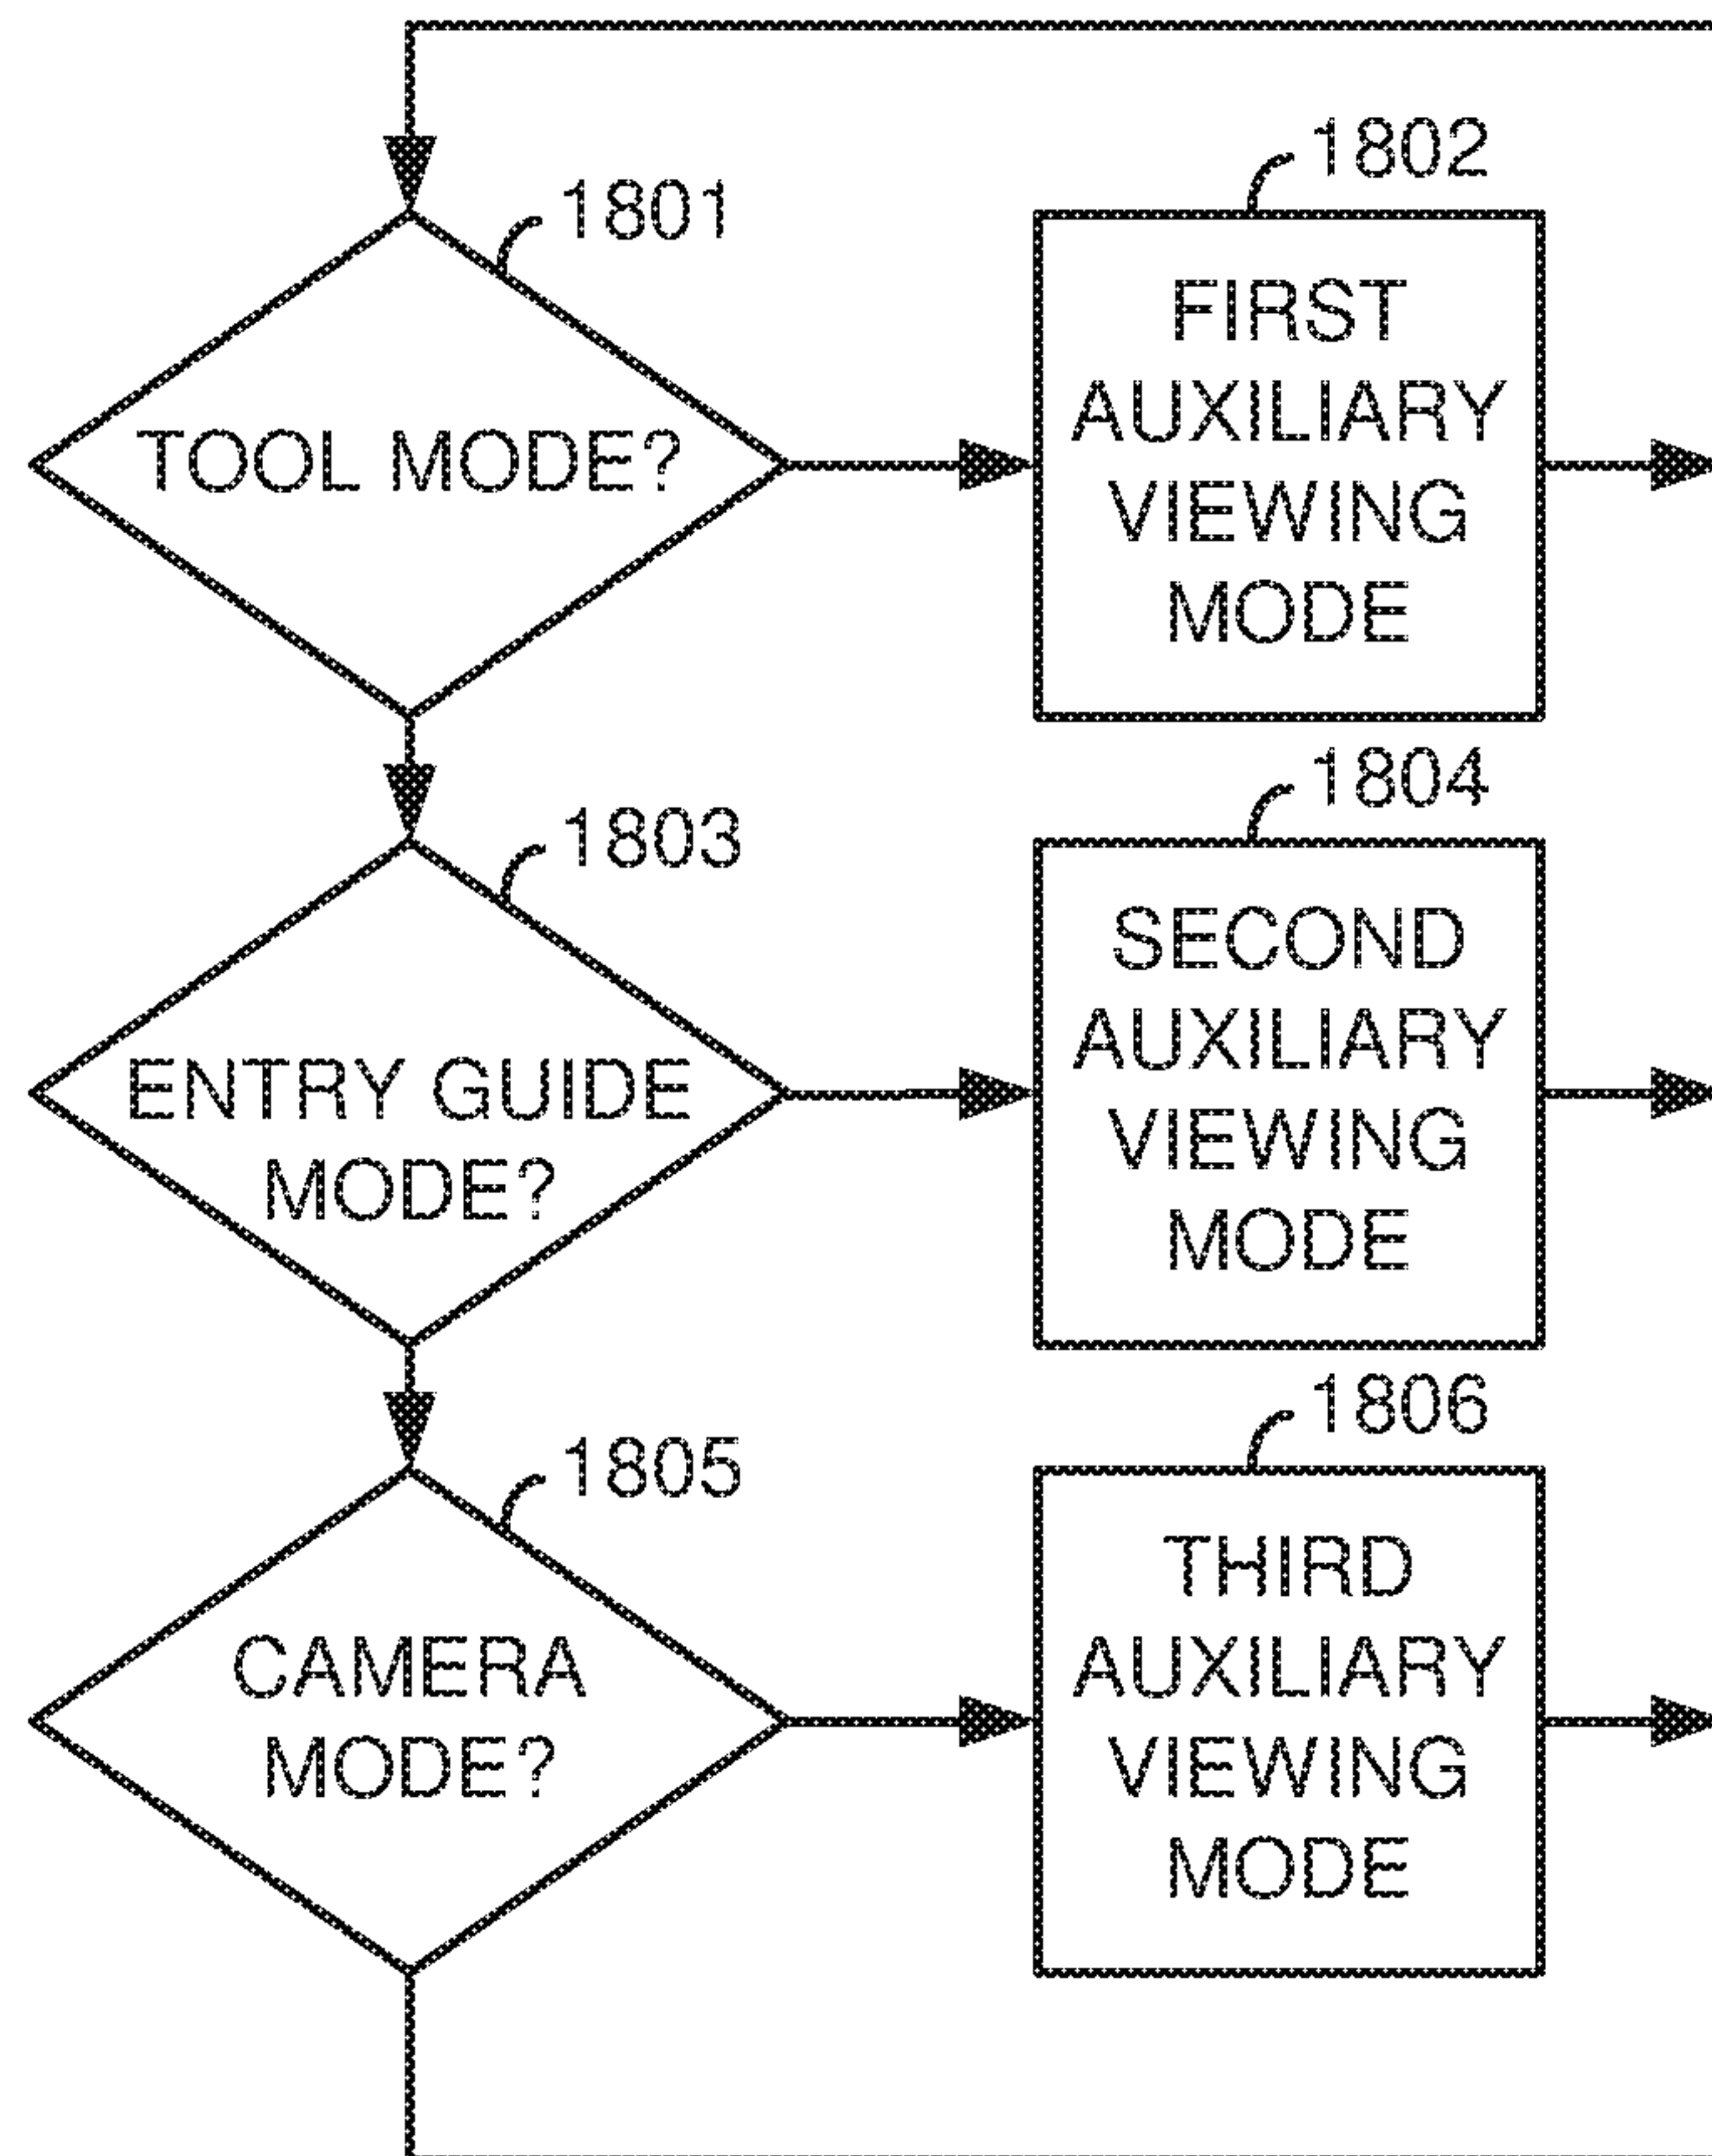 1802
1801
FIRST
AUXILIARY
VIEWING
MODE
TOOL MODE?
1804
1803
SECOND
AUXILIARY
VIEWING
MODE
ENTRY GUIDE
MODE?
1806
1805
THIRD
AUXILIARY
VIEWING
MODE
CAMERA
MODE?